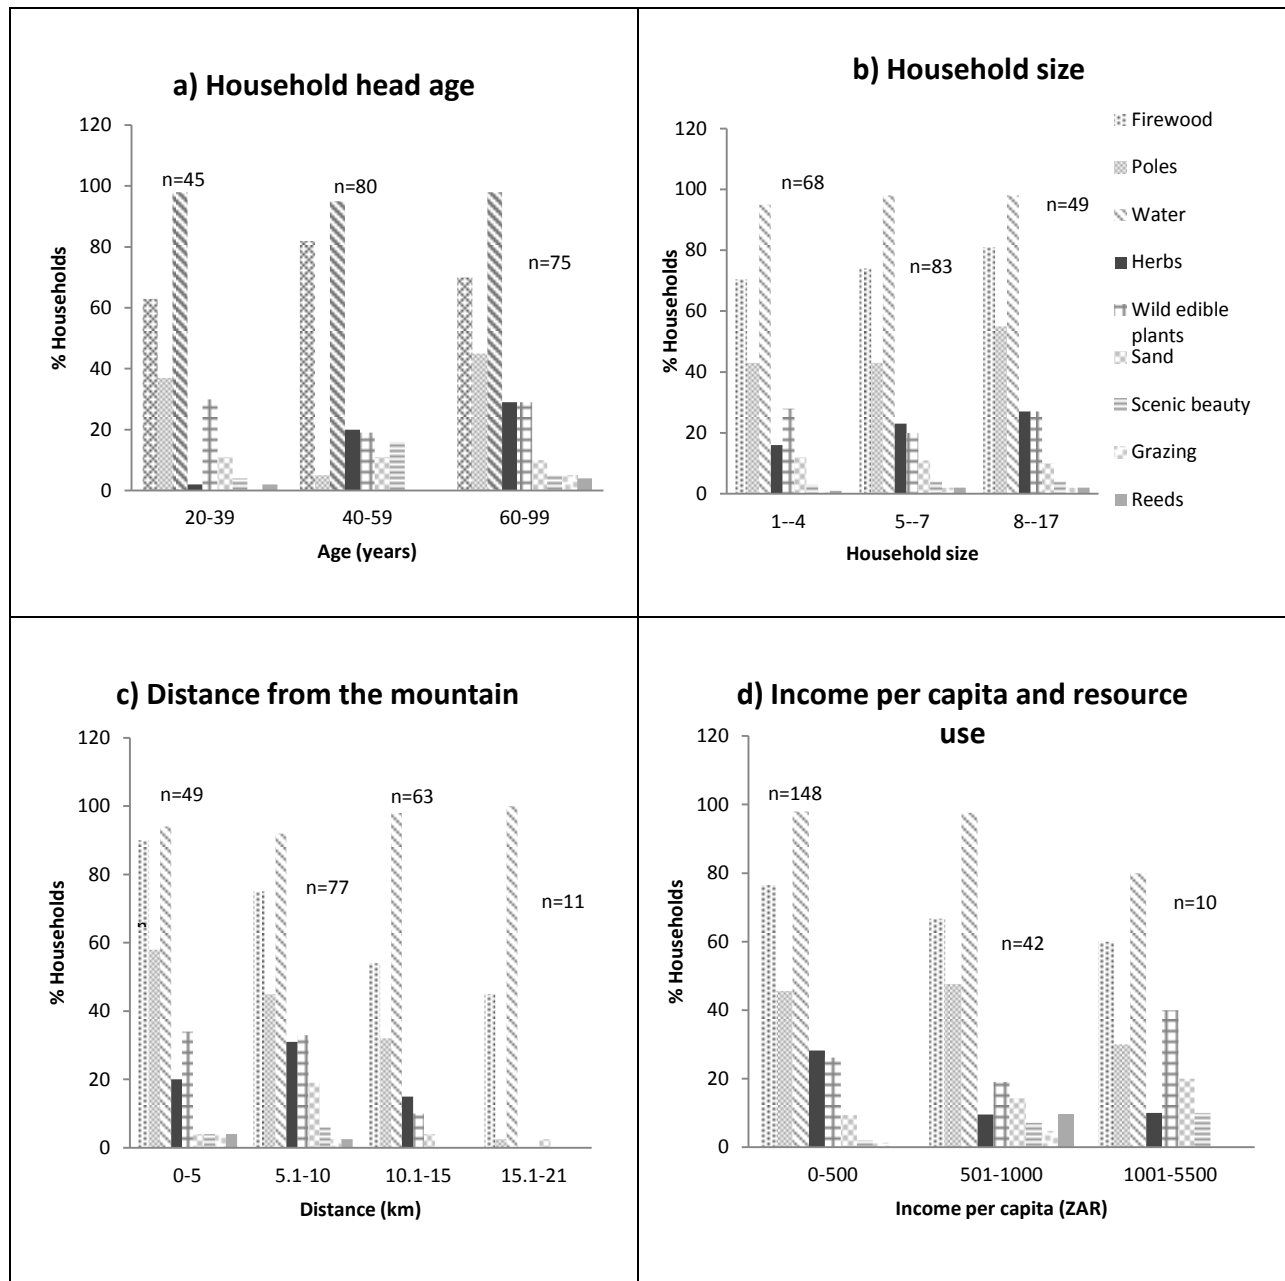 a) Household head age
120
100
80
60
40
20
0
% Households
n=45
n=80
n=75
20-39
40-59
60-99
Age (years)
b) Household size
120
100
80
60
40
20
0
% Households
n=68
n=83
n=49
1--4
5--7
8--17
Household size
Firewood
Poles
Water
Herbs
Wild edible
plants
Sand
Scenic beauty
Grazing
Reeds
c) Distance from the mountain
120
100
80
60
40
20
0
% Households
n=49
n=77
n=63
n=11
0-5
5.1-10
10.1-15
15.1-21
Distance (km)
d) Income per capita and resource
use
120
100
80
60
40
20
0
% Households
n=148
n=42
n=10
0-500
501-1000
1001-5500
Income per capita (ZAR)